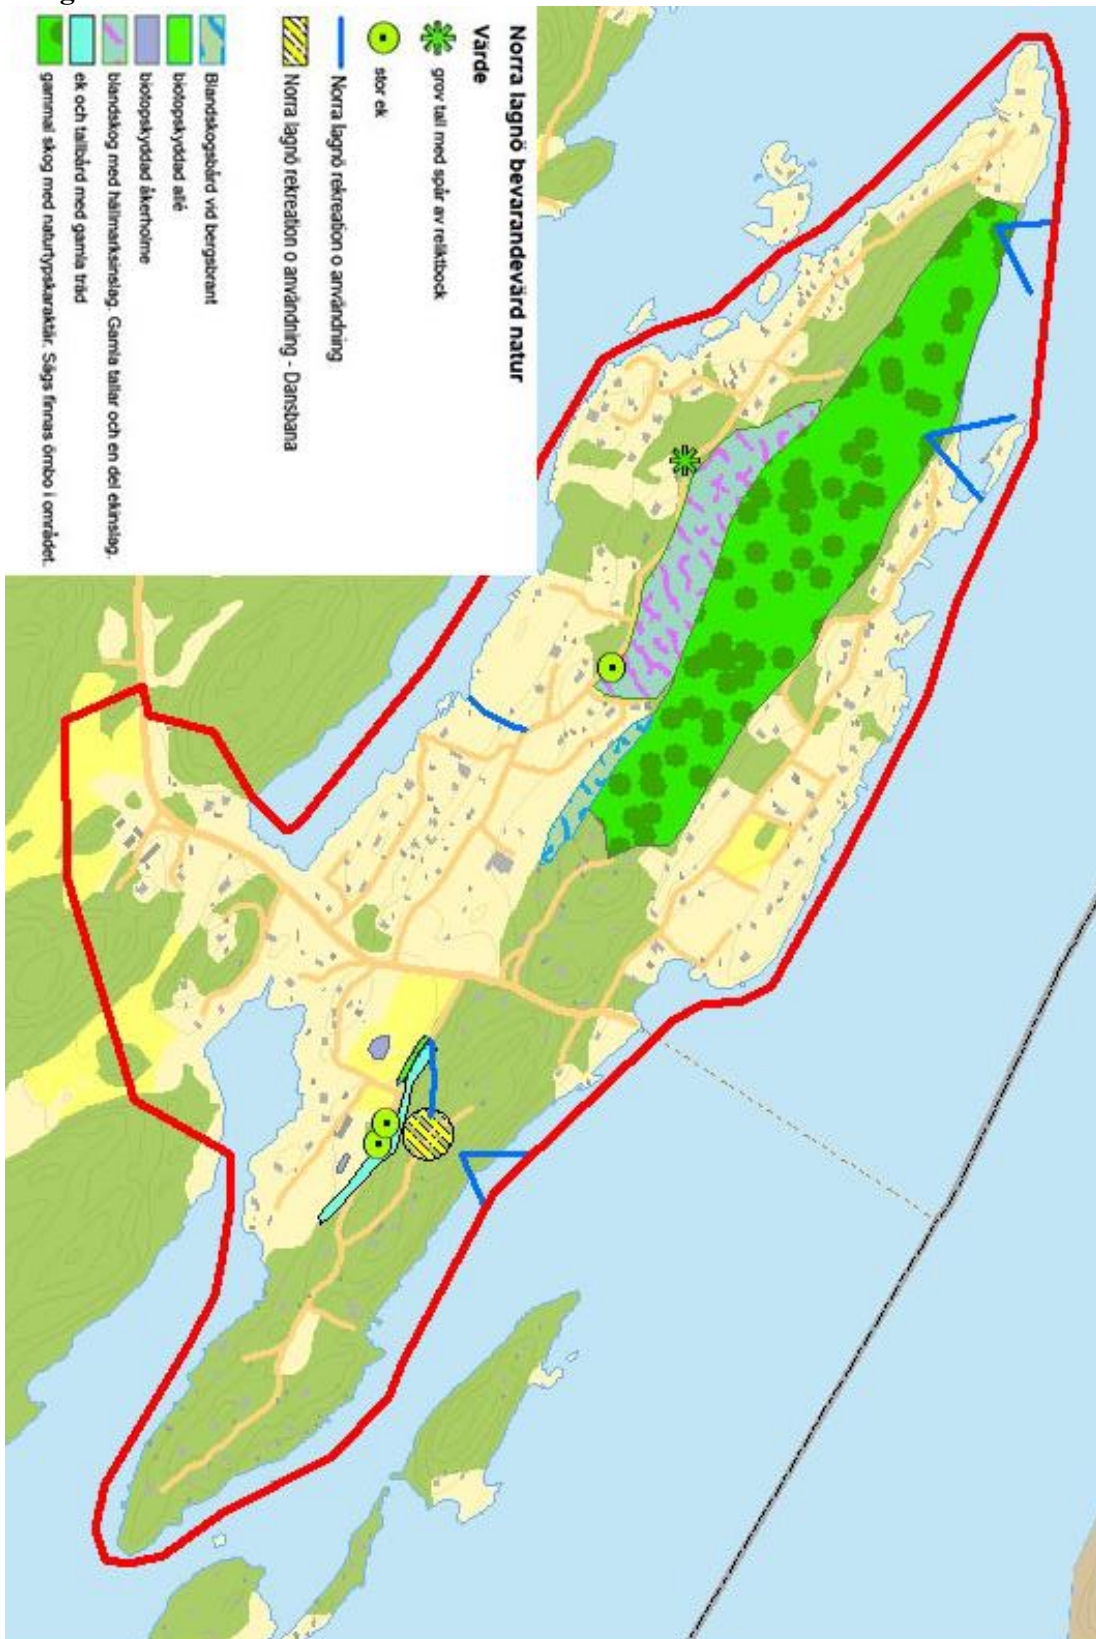 Norra lagnö bevarandevärd natur
Värde
grov tall med spår av reliktbock
stor ek
Norra lagnö rekreation o användning
Norra lagnö rekreation o användning - Dansbana
Blandskogsbård vid bergsbrant
biotopskyddad allé
biotopskyddad åkerholme
blandskog med hällmarksinslag. Gamla tallar och en del ekinslag.
ek och tallbård med gamla träd
gammal skog med naturtypskaraktär. Sägs finnas örnbo i området.